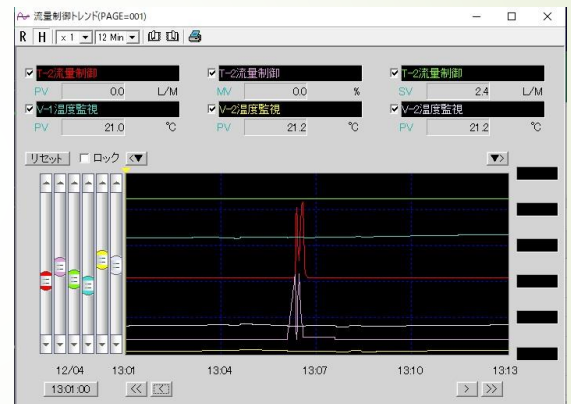 流量制御トレンド(PAGE=001)
R H x 1 12 Min
T-2流量制御 T-2流量制御 T-2流量制御
PV 0.0 L/M MV 0.0 % SV 2.4 L/M
V-1温度監視 V-2温度監視 V-2温度監視
PV 21.0 ℃ PV 21.2 ℃ PV 21.2 ℃
リセット ロック
12/04 13:01 13:04 13:07 13:10 13:13
13:01:00 << < > >>